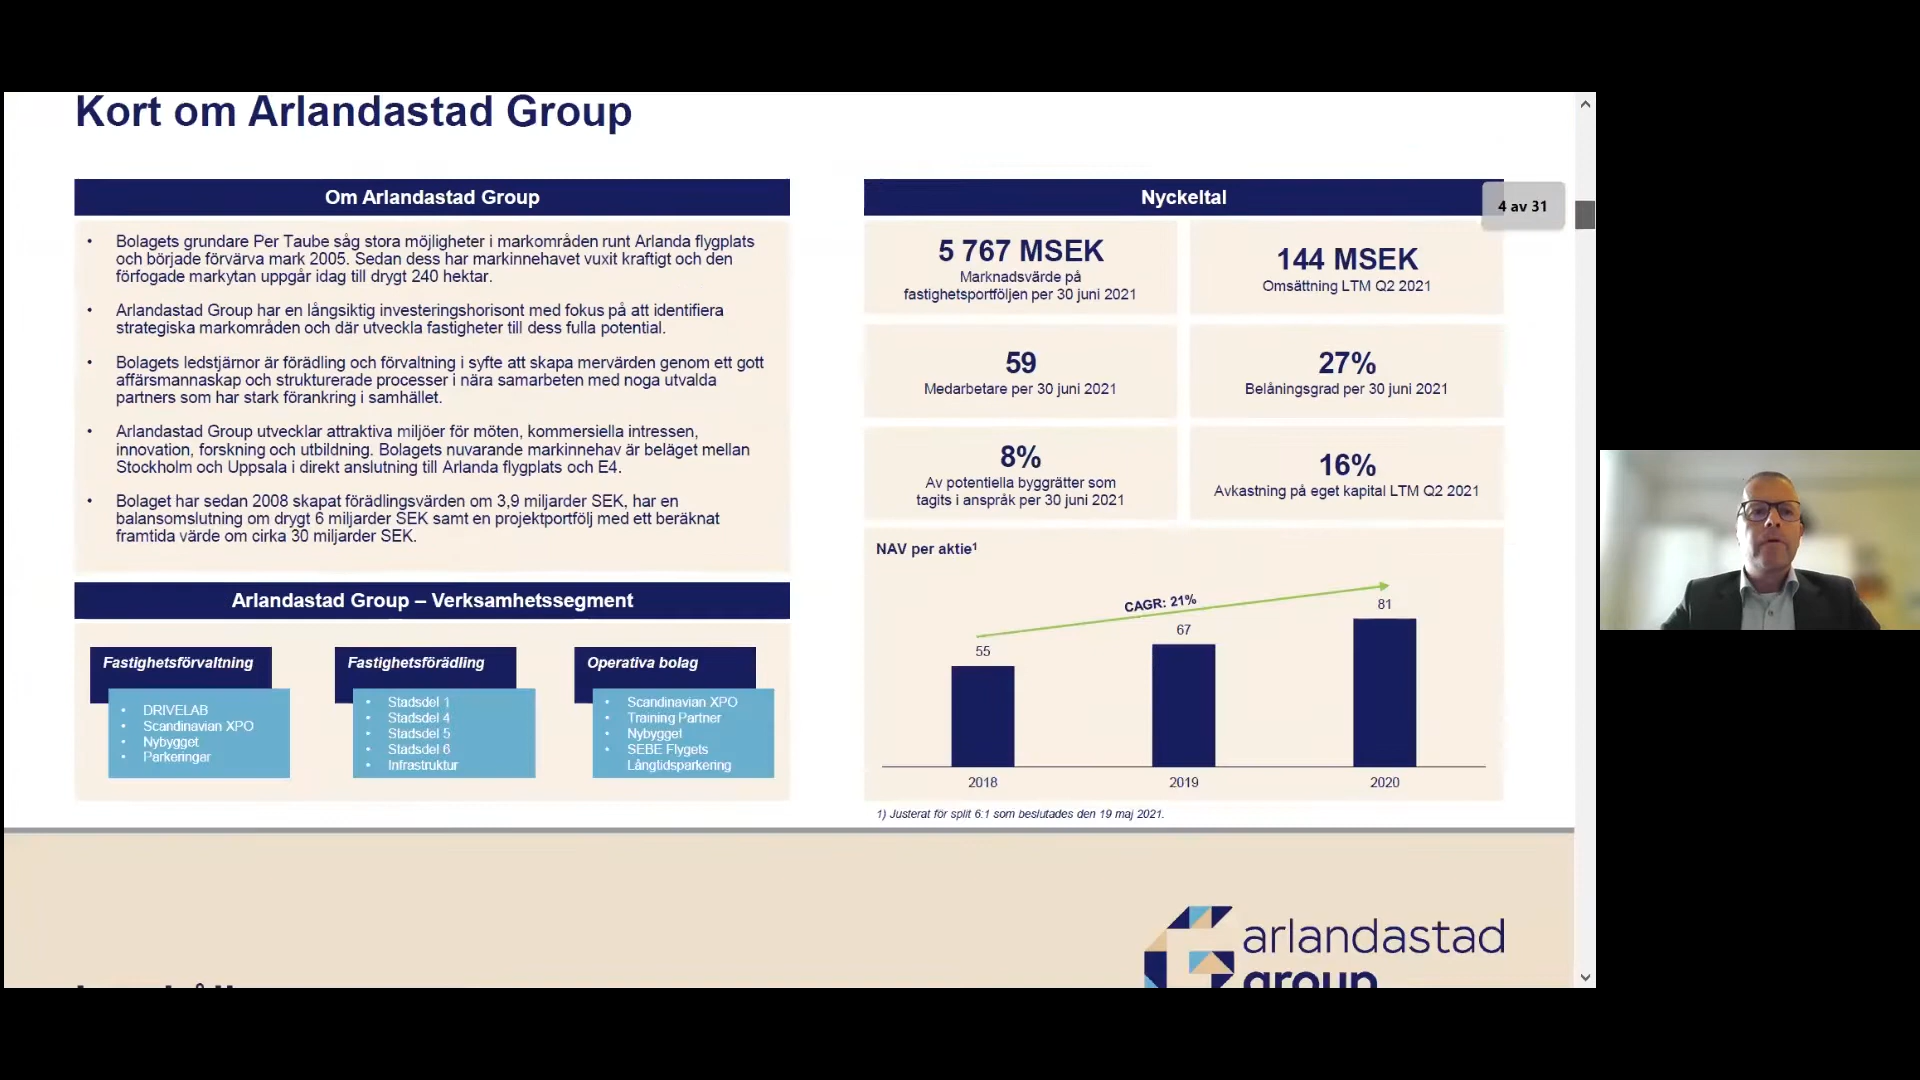 Kort om Arlandastad Group
Om Arlandastad Group
• Bolagets grundare Per Taube såg stora möjligheter i markområden runt Arlanda flygplats
och började förvärva mark 2005. Sedan dess har markinnehavet vuxit kraftigt och den
förfogade markytan uppgår idag till drygt 240 hektar.
• Arlandastad Group har en långsiktig investeringshorisont med fokus på att identifiera
strategiska markområden och där utveckla fastigheter till dess fulla potential.
• Bolagets ledstjärnor är förädling och förvaltning i syfte att skapa mervärden genom ett gott
affärsmannaskap och strukturerade processer i nära samarbeten med noga utvalda
partners som har stark förankring i samhället.
• Arlandastad Group utvecklar attraktiva miljöer för möten, kommersiella intressen,
innovation, forskning och utbildning. Bolagets nuvarande markinnehav är beläget mellan
Stockholm och Uppsala i direkt anslutning till Arlanda flygplats och E4.
• Bolaget har sedan 2008 skapat förädlingsvärden om 3,9 miljarder SEK, har en
balansomslutning om drygt 6 miljarder SEK samt en projektportfölj med ett beräknat
framtida värde om cirka 30 miljarder SEK.
Arlandastad Group – Verksamhetssegment
Fastighetsförvaltning
• DRIVELAB
• Scandinavian XPO
• Nybygget
• Parkeringar
Fastighetsförädling
• Stadsdel 1
• Stadsdel 4
• Stadsdel 5
• Stadsdel 6
• Infrastruktur
Operativa bolag
• Scandinavian XPO
• Training Partner
• Nybygget
• SEBE Flygets
Långtidsparkering
Nyckeltal
4 av 31
5 767 MSEK
Marknadsvärde på
fastighetsportföljen per 30 juni 2021
144 MSEK
Omsättning LTM Q2 2021
59
Medarbetare per 30 juni 2021
27%
Belåningsgrad per 30 juni 2021
8%
Av potentiella byggrätter som
tagits i anspråk per 30 juni 2021
16%
Avkastning på eget kapital LTM Q2 2021
NAV per aktie¹
CAGR: 21%
55
67
81
2018
2019
2020
1) Justerat för split 6:1 som beslutades den 19 maj 2021.
arlandastad
group